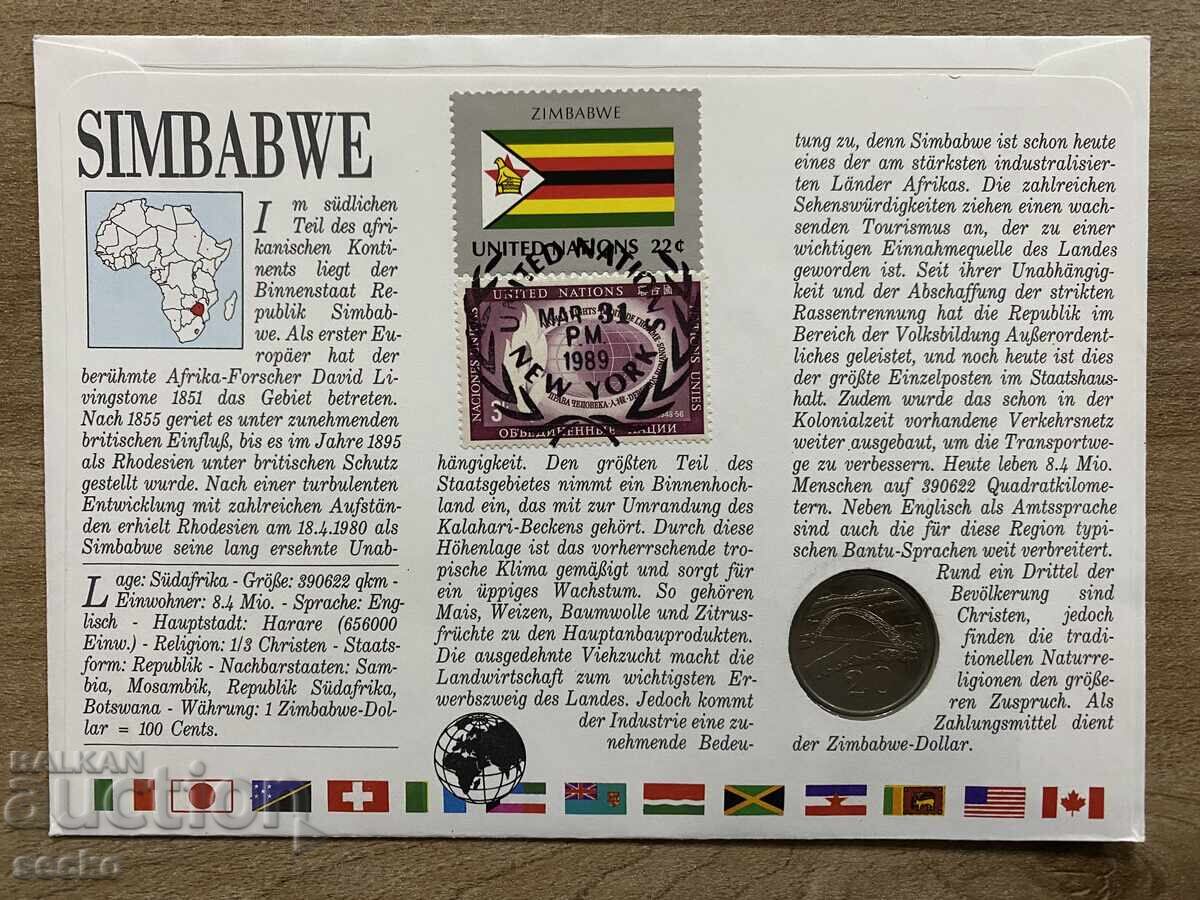 SIMBABWE
Im südlichen
Teil des afri-
kanischen Konti-
nents liegt der
Binnenstaat Re-
publik Simbab-
we. Als erster Eu-
ropäer hat der
berühmte Afrika-Forscher David Li-
vingstone 1851 das Gebiet betreten.
Nach 1855 geriet es unter zunehmenden
britischen Einfluß, bis es im Jahre 1895
als Rhodesien unter britischen Schutz
gestellt wurde. Nach einer turbulenten
Entwicklung mit zahlreichen Aufstän-
den erhielt Rhodesien am 18.4.1980 als
Simbabwe seine lang ersehnte Unab-
Lage: Südafrika - Größe: 390622 qkm -
Einwohner: 8.4 Mio. - Sprache: Eng-
lisch - Hauptstadt: Harare (656000
Einw.) - Religion: 1/3 Christen - Staats-
form: Republik - Nachbarstaaten: Sam-
bia, Mosambik, Republik Südafrika,
Botswana - Währung: 1 Zimbabwe-Dol-
lar = 100 Cents.
ZIMBABWE
UNITED NATIONS 22¢
UNITED NATIONS
MAR 31
P.M.
1989
NEW YORK
UNITED NATIONS
NACIONES UNIDAS
NATIONS UNIES
3¢
1948-56
ОБЪЕДИНЕННЫЕ НАЦИИ
hängigkeit. Den größten Teil des
Staatsgebietes nimmt ein Binnenhoch-
land ein, das mit zur Umrandung des
Kalahari-Beckens gehört. Durch diese
Höhenlage ist das vorherrschende tro-
pische Klima gemäßigt und sorgt für
ein üppiges Wachstum. So gehören
Mais, Weizen, Baumwolle und Zitrus-
früchte zu den Hauptanbauprodukten.
Die ausgedehnte Viehzucht macht die
Landwirtschaft zum wichtigsten Er-
werbszweig des Landes. Jedoch kommt
der Industrie eine zu-
nehmende Bedeu-
tung zu, denn Simbabwe ist schon heute
eines der am stärksten industralisier-
ten Länder Afrikas. Die zahlreichen
Sehenswürdigkeiten ziehen einen wach-
senden Tourismus an, der zu einer
wichtigen Einnahmequelle des Landes
geworden ist. Seit ihrer Unabhängig-
keit und der Abschaffung der strikten
Rassentrennung hat die Republik im
Bereich der Volksbildung Außerordent-
liches geleistet, und noch heute ist dies
der größte Einzelposten im Staatshaus-
halt. Zudem wurde das schon in der
Kolonialzeit vorhandene Verkehrsnetz
weiter ausgebaut, um die Transportwe-
ge zu verbessern. Heute leben 8.4 Mio.
Menschen auf 390622 Quadratkilome-
tern. Neben Englisch als Amtssprache
sind auch die für diese Region typi-
schen Bantu-Sprachen weit verbreitert.
Rund ein Drittel der
Bevölkerung sind
Christen, jedoch
finden die tradi-
tionellen Naturre-
ligionen den größe-
ren Zuspruch. Als
Zahlungsmittel dient
der Zimbabwe-Dollar.
20
BALKAN
auction
secko